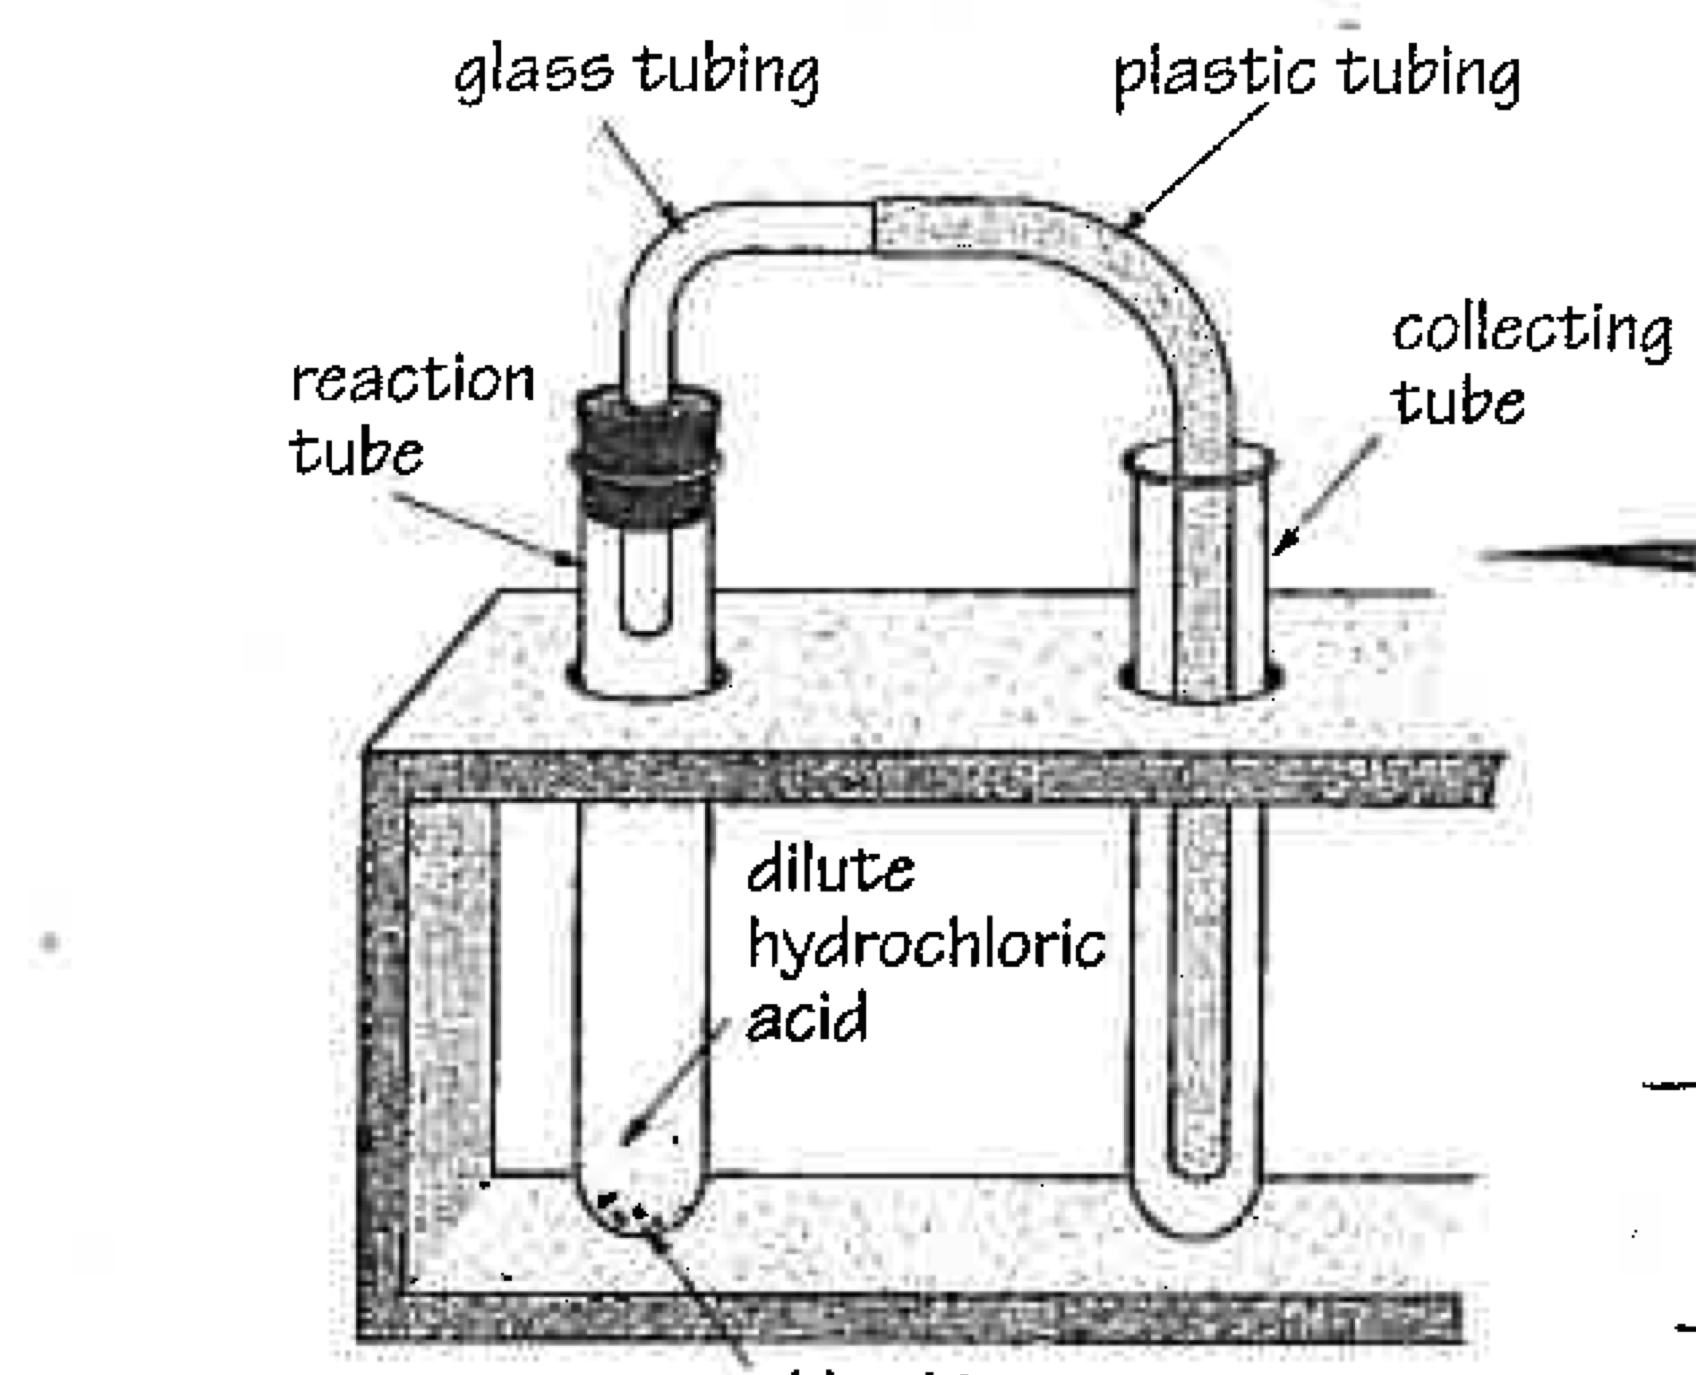 glass tubing
plastic tubing
collecting
tube
reaction
tube
dilute
hydrochloric
acid